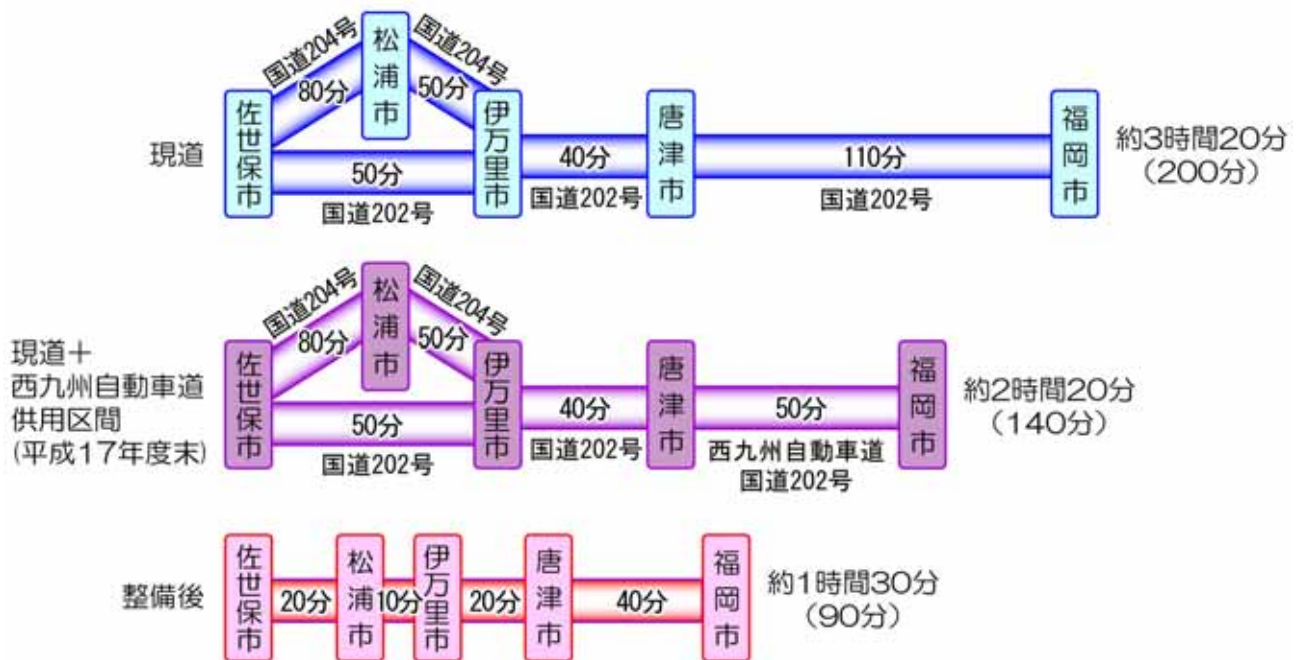 国道204号
松浦市
国道204号
80分
50分
佐世保市
伊万里市
唐津市
福岡市
現道
50分
40分
110分
約3時間20分
(200分)
国道202号
国道202号
国道202号
国道204号
松浦市
国道204号
80分
50分
佐世保市
伊万里市
唐津市
福岡市
現道+
西九州自動車道
供用区間
(平成17年度末)
50分
40分
50分
約2時間20分
(140分)
国道202号
国道202号
西九州自動車道
国道202号
整備後
佐世保市
20分
松浦市
10分
伊万里市
20分
唐津市
40分
福岡市
約1時間30分
(90分)